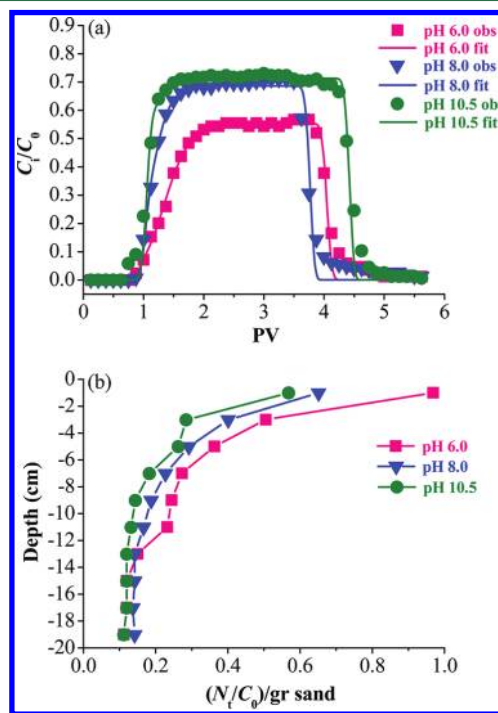 (a)
pH 6.0 obs
pH 6.0 fit
pH 8.0 obs
pH 8.0 fit
pH 10.5 ob
pH 10.5 fit
0.9
0.8
0.7
0.6
0.5
0.4
0.3
0.2
0.1
0.0
Ci/C0
0 1 2 3 4 5 6
PV
(b)
pH 6.0
pH 8.0
pH 10.5
0
-2
-4
-6
-8
-10
-12
-14
-16
-18
-20
Depth (cm)
0.0 0.2 0.4 0.6 0.8 1.0
(Nt/C0)/gr sand